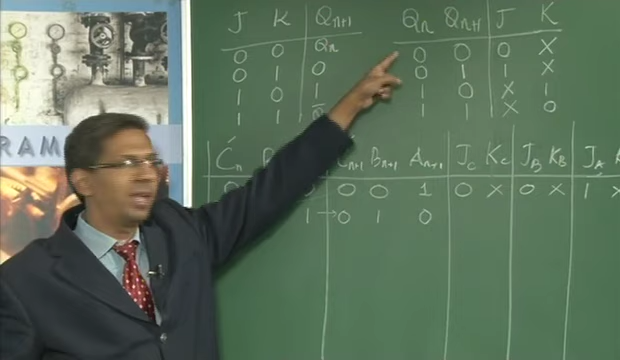 J K Qn+1 Qn Qn+1 J K
0 0 Qn 0 0 0 X
0 1 0 0 1 1 X
1 0 1 1 0 X 1
1 1 1 1 X 0
RAM
Cn Bn+1 An+1 JC KC JB KB JA
0 0 1 0 X 0 X 1 X
1 → 0 1 0